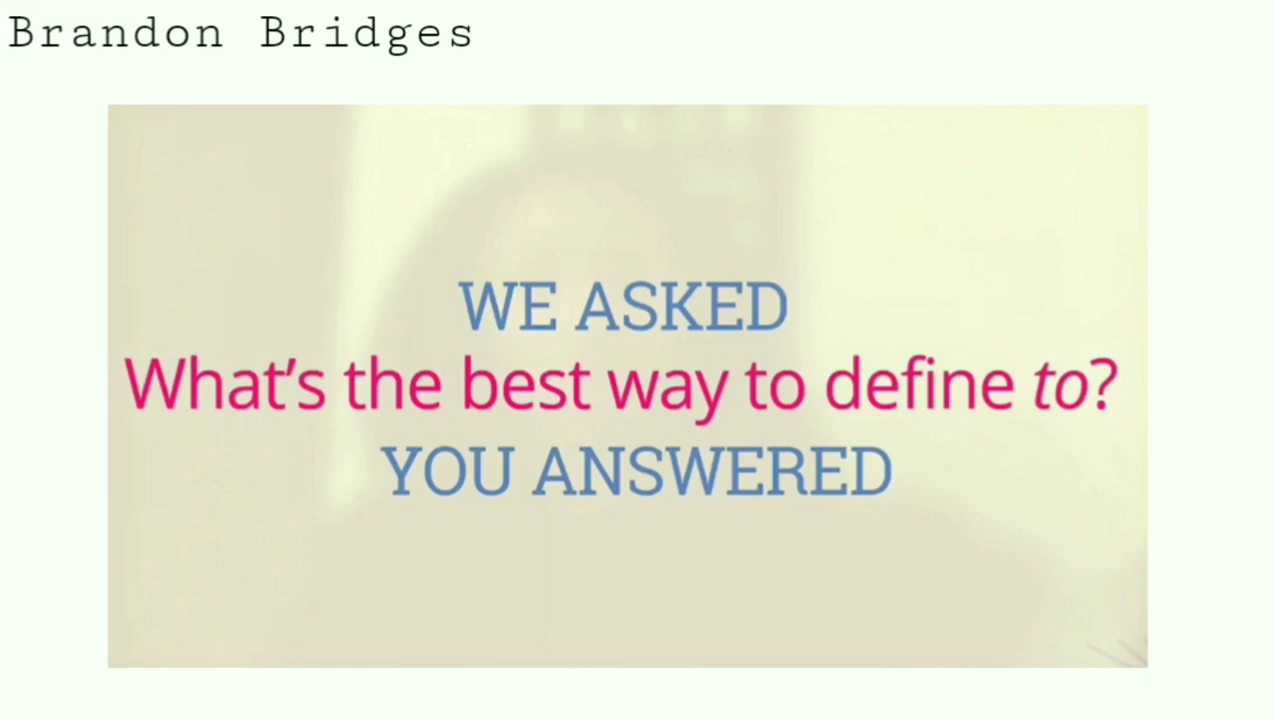 Brandon Bridges
WE ASKED
What's the best way to define to?
YOU ANSWERED